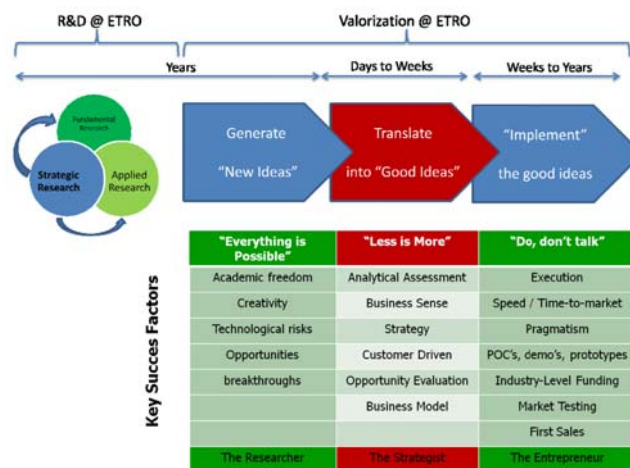 R&D @ ETRO
Valorization @ ETRO
Years
Days to Weeks
Weeks to Years
Fundamental
Research
Strategic
Research
Applied
Research
Generate
"New Ideas"
Translate
into "Good Ideas"
"Implement"
the good ideas
Key Succes Factors
"Everything is
Possible"
"Less is More"
"Do, don't talk"
Academic freedom
Analytical Assessment
Execution
Creativity
Business Sense
Speed / Time-to-market
Technological risks
Strategy
Pragmatism
Opportunities
Customer Driven
POC's, demo's, prototypes
breakthroughs
Opportunity Evaluation
Industry-Level Funding
Business Model
Market Testing
First Sales
The Researcher
The Strategist
The Entrepreneur